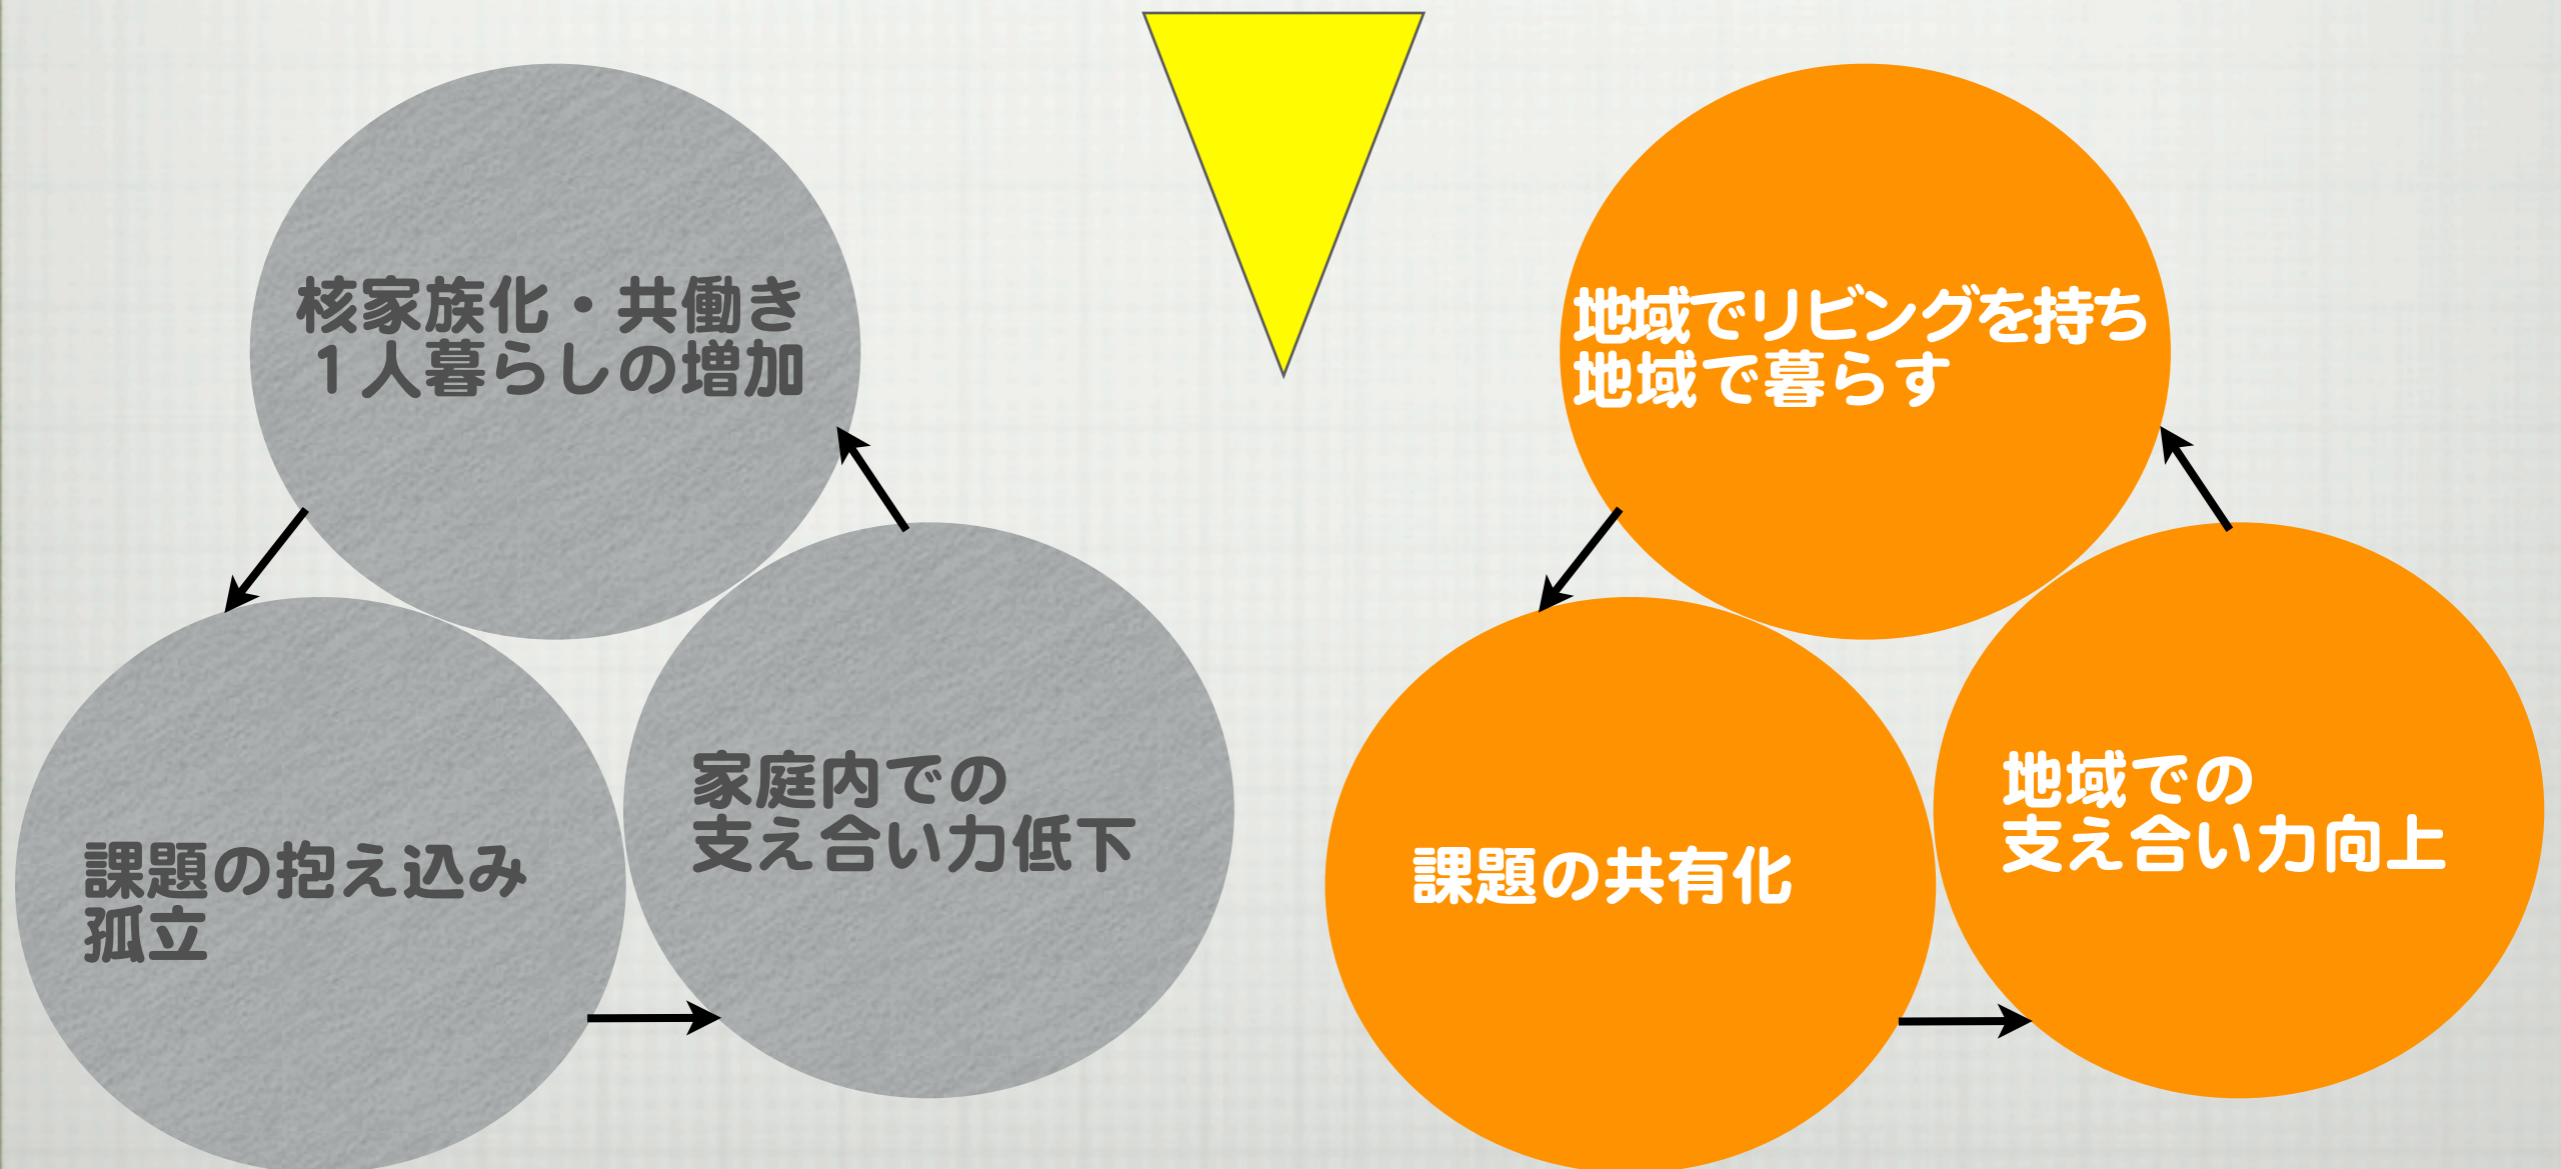 核家族化・共働き
１人暮らしの増加
課題の抱え込み
孤立
家庭内での
支え合い力低下
地域でリビングを持ち
地域で暮らす
課題の共有化
地域での
支え合い力向上